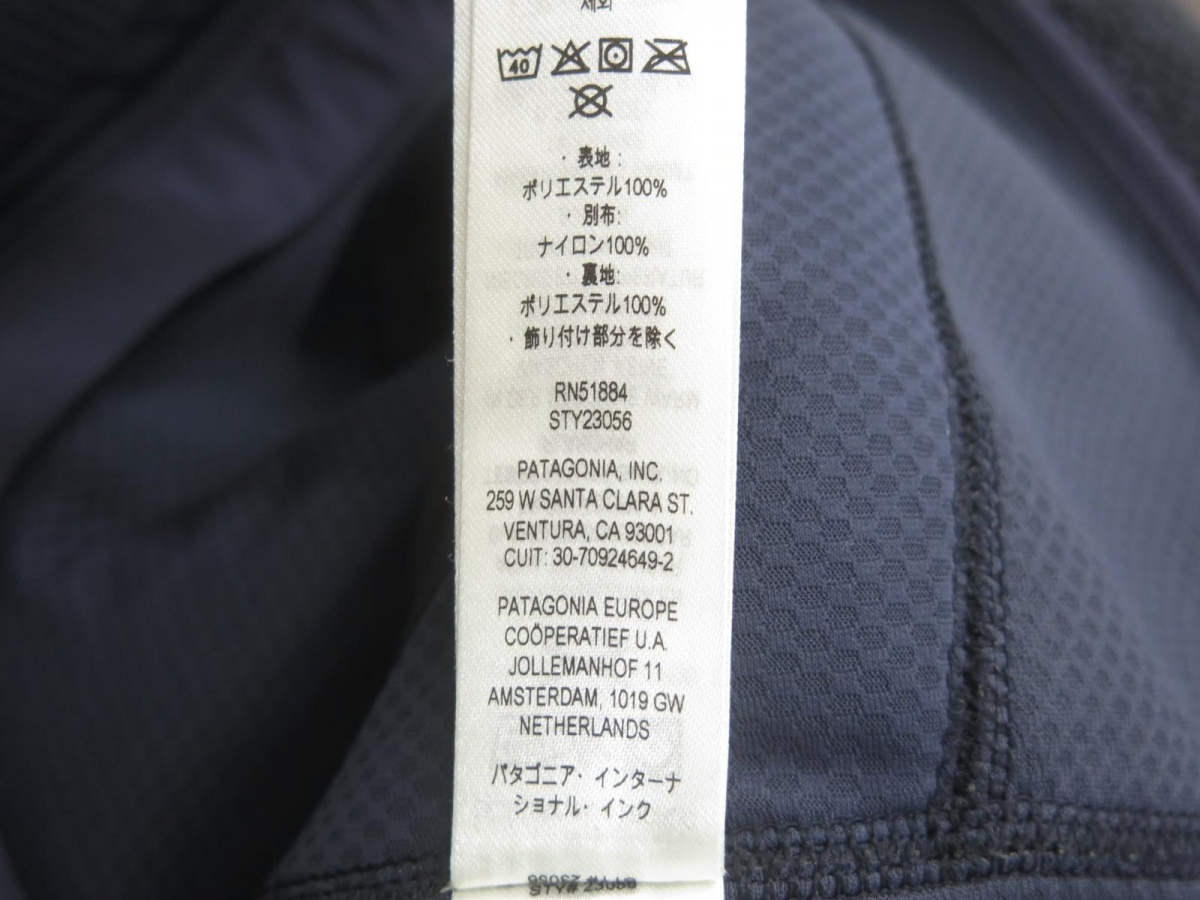 제외
40
· 表地 :
ポリエステル100%
· 別布:
ナイロン100%
· 裏地:
ポリエステル100%
· 飾り付け部分を除く
RN51884
STY23056
PATAGONIA, INC.
259 W SANTA CLARA ST.
VENTURA, CA 93001
CUIT: 30-70924649-2
PATAGONIA EUROPE
COÖPERATIEF U.A.
JOLLEMANHOF 11
AMSTERDAM, 1019 GW
NETHERLANDS
パタゴニア· インターナ
ショナル· インク